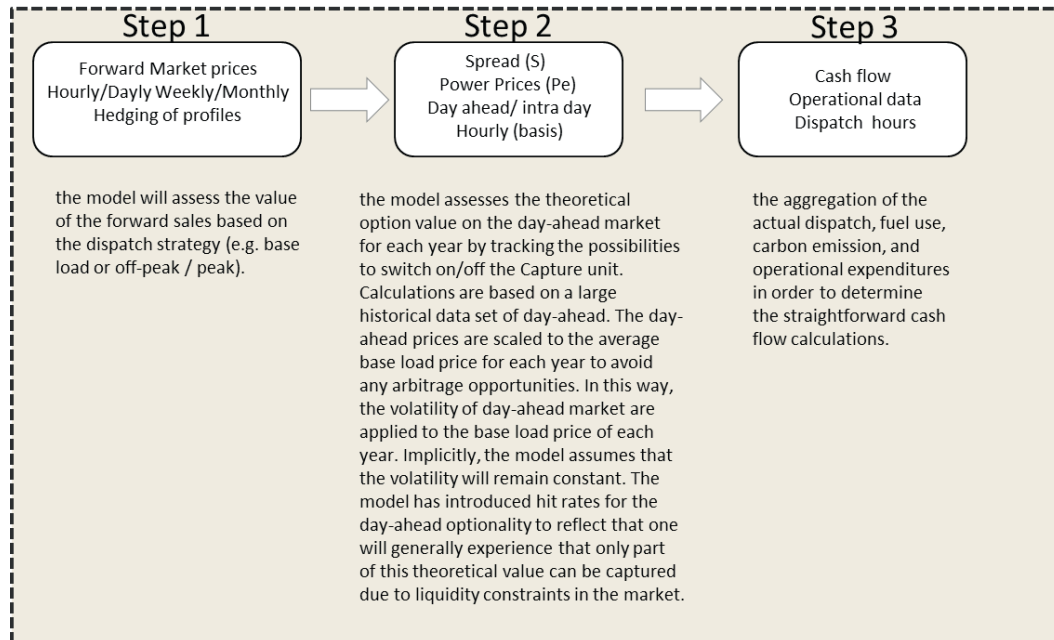 Step 1
Forward Market prices
Hourly/Dayly Weekly/Monthly
Hedging of profiles
the model will assess the value
of the forward sales based on
the dispatch strategy (e.g. base
load or off-peak / peak).
Step 2
Spread (S)
Power Prices (Pe)
Day ahead/ intra day
Hourly (basis)
the model assesses the theoretical
option value on the day-ahead market
for each year by tracking the possibilities
to switch on/off the Capture unit.
Calculations are based on a large
historical data set of day-ahead. The day-
ahead prices are scaled to the average
base load price for each year to avoid
any arbitrage opportunities. In this way,
the volatility of day-ahead market are
applied to the base load price of each
year. Implicitly, the model assumes that
the volatility will remain constant. The
model has introduced hit rates for the
day-ahead optionality to reflect that one
will generally experience that only part
of this theoretical value can be captured
due to liquidity constraints in the market.
Step 3
Cash flow
Operational data
Dispatch hours
the aggregation of the
actual dispatch, fuel use,
carbon emission, and
operational expenditures
in order to determine
the straightforward cash
flow calculations.